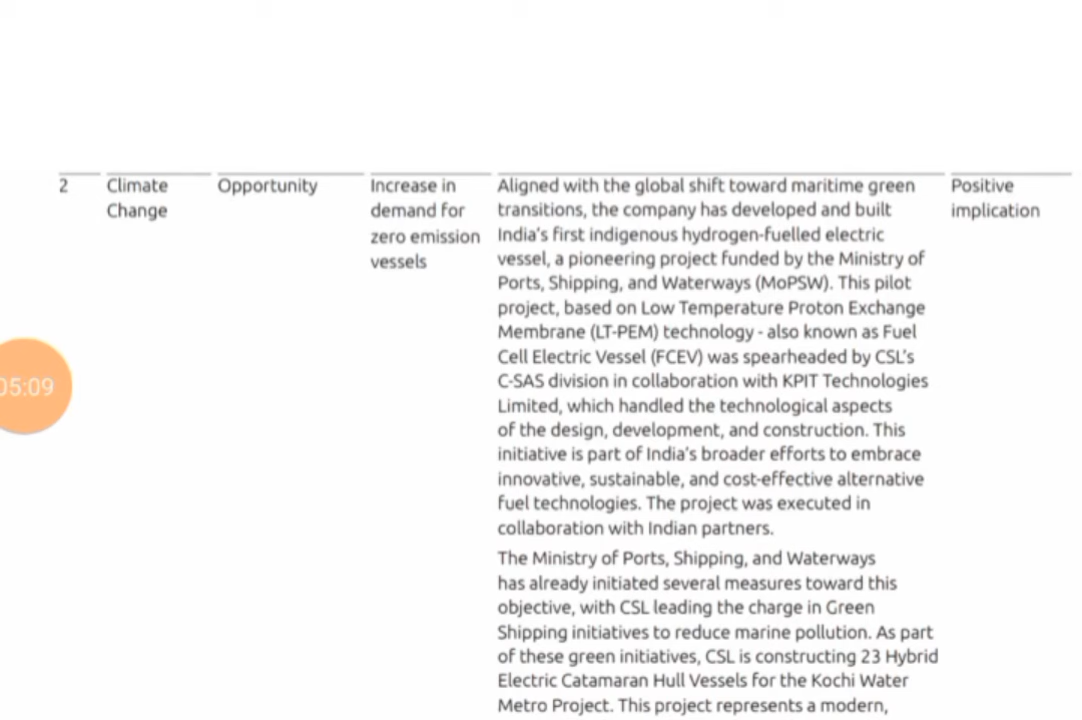 2
Climate
Change
Opportunity
Increase in
demand for
zero emission
vessels
Aligned with the global shift toward maritime green
transitions, the company has developed and built
India's first indigenous hydrogen-fuelled electric
vessel, a pioneering project funded by the Ministry of
Ports, Shipping, and Waterways (MoPSW). This pilot
project, based on Low Temperature Proton Exchange
Membrane (LT-PEM) technology - also known as Fuel
Cell Electric Vessel (FCEV) was spearheaded by CSL's
C-SAS division in collaboration with KPIT Technologies
Limited, which handled the technological aspects
of the design, development, and construction. This
initiative is part of India's broader efforts to embrace
innovative, sustainable, and cost-effective alternative
fuel technologies. The project was executed in
collaboration with Indian partners.
The Ministry of Ports, Shipping, and Waterways
has already initiated several measures toward this
objective, with CSL leading the charge in Green
Shipping initiatives to reduce marine pollution. As part
of these green initiatives, CSL is constructing 23 Hybrid
Electric Catamaran Hull Vessels for the Kochi Water
Metro Project. This project represents a modern,
Positive
implication
05:09